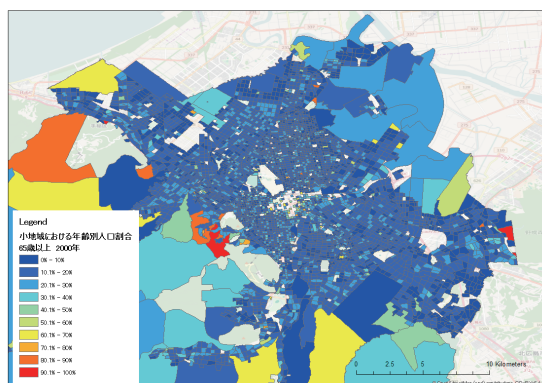 Legend
小地域における年齢別人口割合
65歳以上 2000年
0% - 10%
10.1% - 20%
20.1% - 30%
30.1% - 40%
40.1% - 50%
50.1% - 60%
60.1% - 70%
70.1% - 80%
80.1% - 90%
90.1% - 100%
0 2.5 5 10 Kilometers